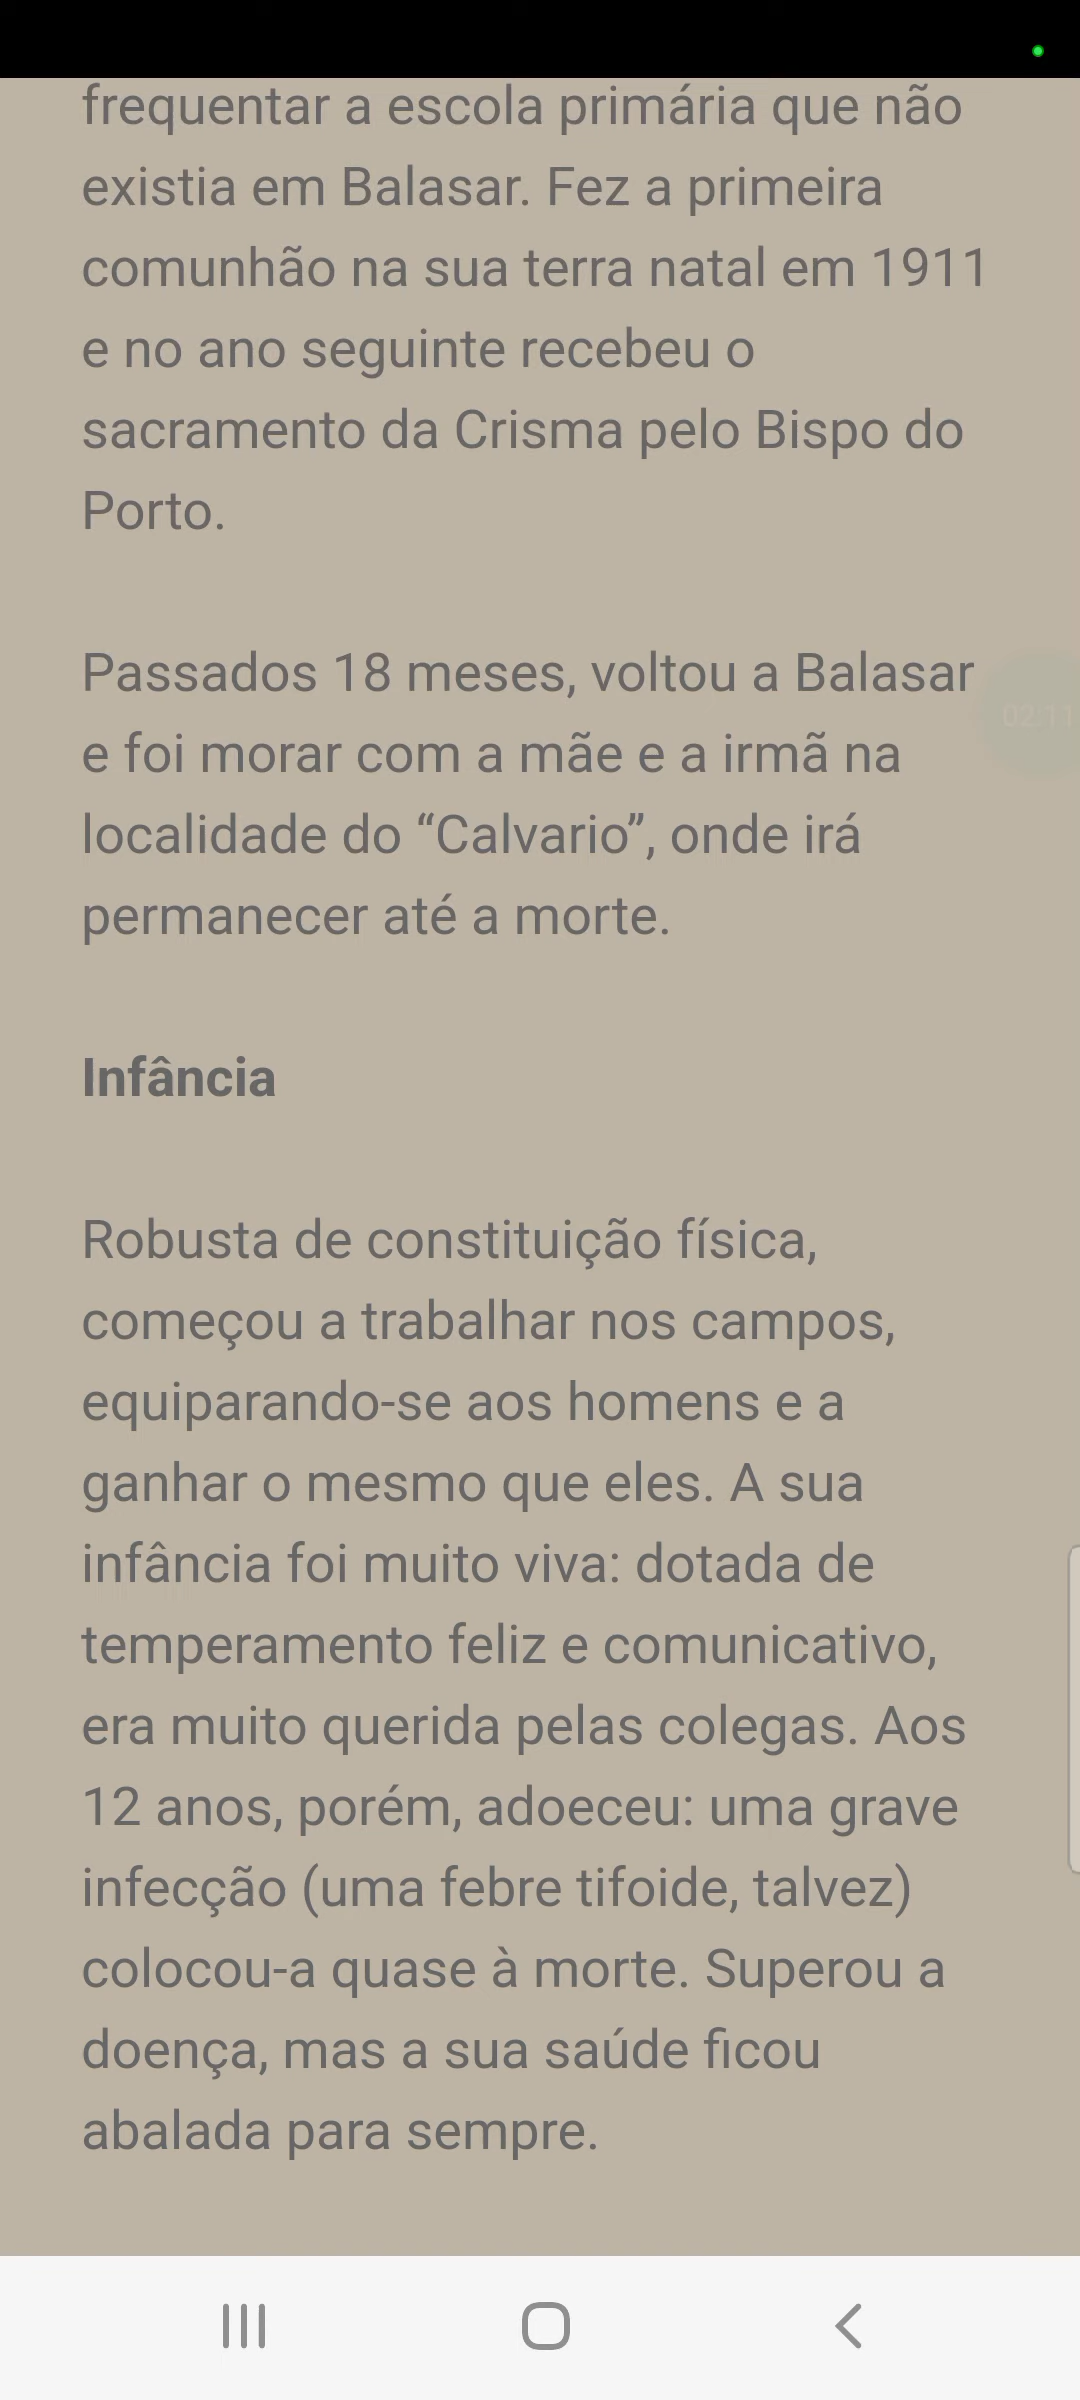 frequentar a escola primária que não
existia em Balasar. Fez a primeira
comunhão na sua terra natal em 1911
e no ano seguinte recebeu o
sacramento da Crisma pelo Bispo do
Porto.
Passados 18 meses, voltou a Balasar
02:11
e foi morar com a mãe e a irmã na
localidade do “Calvario”, onde irá
permanecer até a morte.
Infância
Robusta de constituição física,
começou a trabalhar nos campos,
equiparando-se aos homens e a
ganhar o mesmo que eles. A sua
infância foi muito viva: dotada de
temperamento feliz e comunicativo,
era muito querida pelas colegas. Aos
12 anos, porém, adoeceu: uma grave
infecção (uma febre tifoide, talvez)
colocou-a quase à morte. Superou a
doença, mas a sua saúde ficou
abalada para sempre.